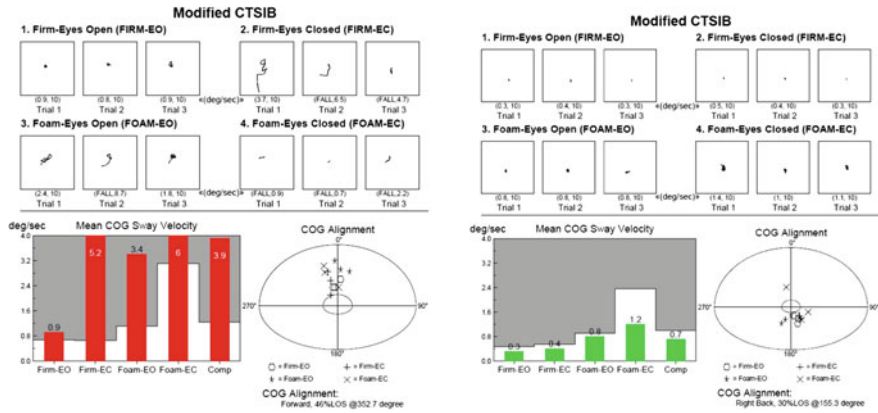 Modified CTSIB
1. Firm-Eyes Open (FIRM-EO)
2. Firm-Eyes Closed (FIRM-EC)
(0.9, 10)
(0.8, 10)
(0.9, 10)
«(deg/sec)»
(3.7, 10)
(FALL,6.5)
(FALL,4.7)
Trial 1
Trial 2
Trial 3
Trial 1
Trial 2
Trial 3
3. Foam-Eyes Open (FOAM-EO)
4. Foam-Eyes Closed (FOAM-EC)
(2.4, 10)
(FALL,8.7)
(1.8, 10)
«(deg/sec)»
(FALL,0.9)
(FALL,0.7)
(FALL,2.2)
Trial 1
Trial 2
Trial 3
Trial 1
Trial 2
Trial 3
deg/sec
Mean COG Sway Velocity
4.0
3.2
2.4
1.6
0.8
0.0
0.9
5.2
3.4
6
3.9
Firm-EO
Firm-EC
Foam-EO
Foam-EC
Comp
COG Alignment
0°
270°
90°
180°
= Firm-EO
= Firm-EC
= Foam-EO
= Foam-EC
COG Alignment:
Forward, 46%LOS @352.7 degree
Modified CTSIB
1. Firm-Eyes Open (FIRM-EO)
2. Firm-Eyes Closed (FIRM-EC)
(0.3, 10)
(0.4, 10)
(0.3, 10)
«(deg/sec)»
(0.5, 10)
(0.4, 10)
(0.3, 10)
Trial 1
Trial 2
Trial 3
Trial 1
Trial 2
Trial 3
3. Foam-Eyes Open (FOAM-EO)
4. Foam-Eyes Closed (FOAM-EC)
(0.8, 10)
(0.8, 10)
(0.8, 10)
«(deg/sec)»
(1.4, 10)
(1, 10)
(1.1, 10)
Trial 1
Trial 2
Trial 3
Trial 1
Trial 2
Trial 3
deg/sec
Mean COG Sway Velocity
4.0
3.2
2.4
1.6
0.8
0.0
0.3
0.4
0.8
1.2
0.7
Firm-EO
Firm-EC
Foam-EO
Foam-EC
Comp
COG Alignment
0°
270°
90°
180°
= Firm-EO
= Firm-EC
= Foam-EO
= Foam-EC
COG Alignment:
Right Back, 30%LOS @155.3 degree